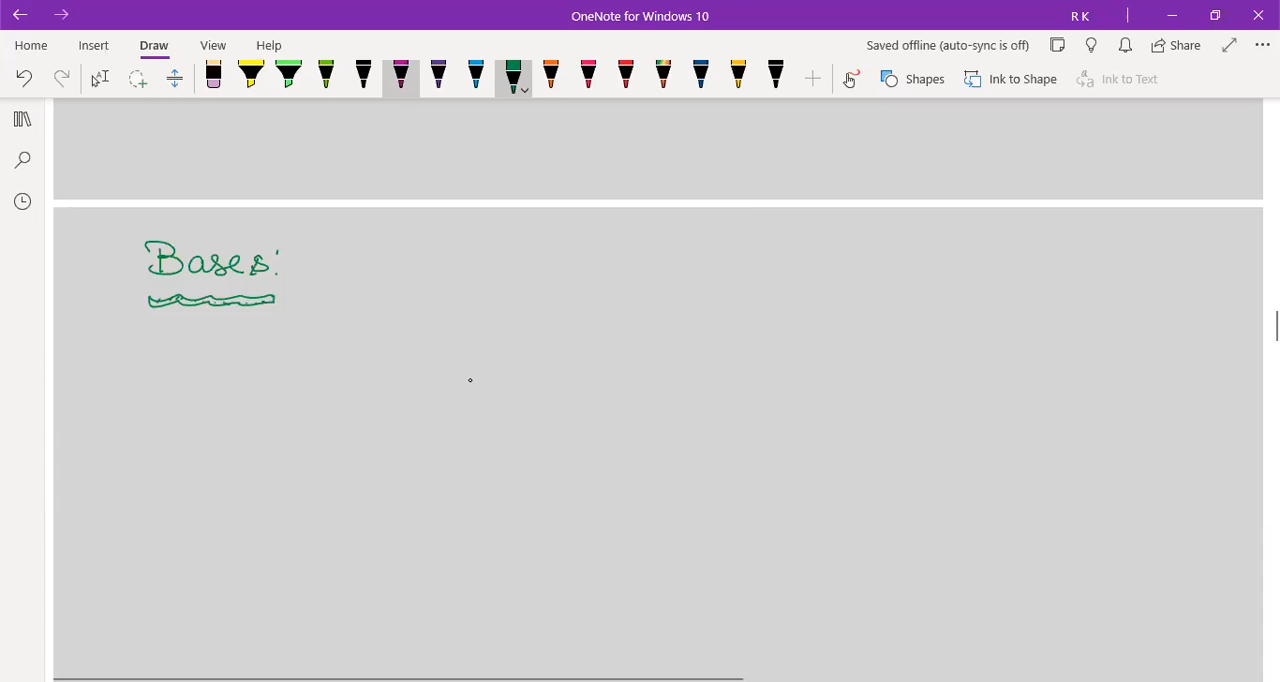 OneNote for Windows 10
R K
Home Insert Draw View Help
Saved offline (auto-sync is off)
Share
Shapes
Ink to Shape
Ink to Text
Bases: